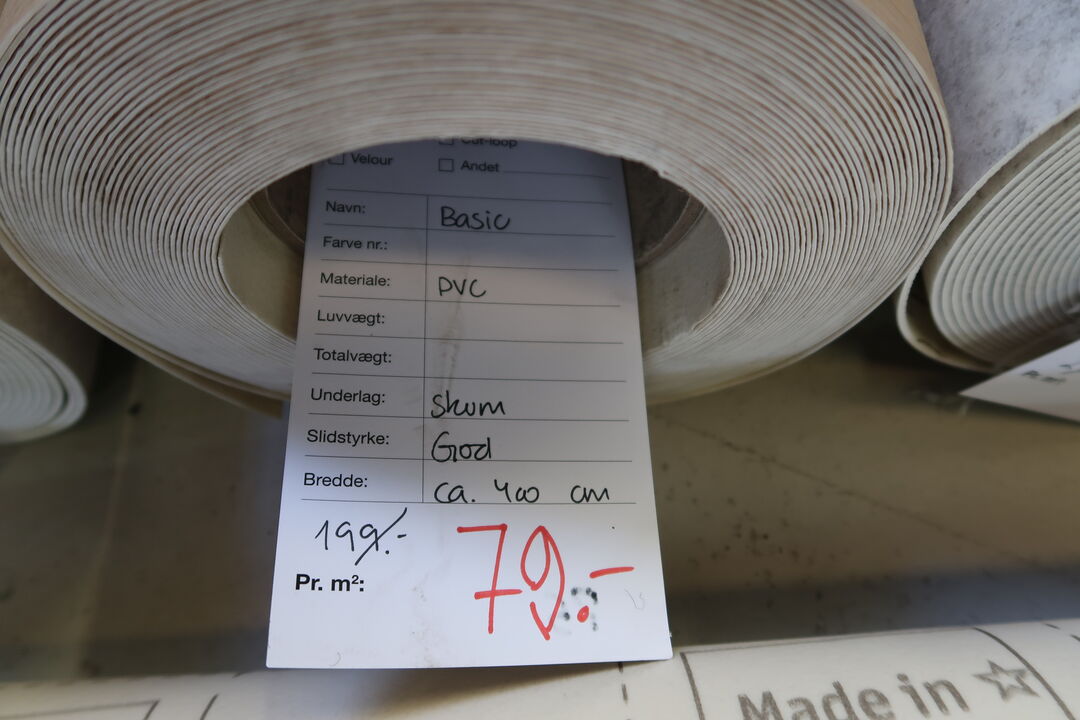 Cut-loop
Velour Andet
Navn: Basic
Farve nr.:
Materiale: PVC
Luvvægt:
Totalvægt:
Underlag: Skum
Slidstyrke: God
Bredde: ca. 400 cm
199.-
79.-
Pr. m²:
Made in